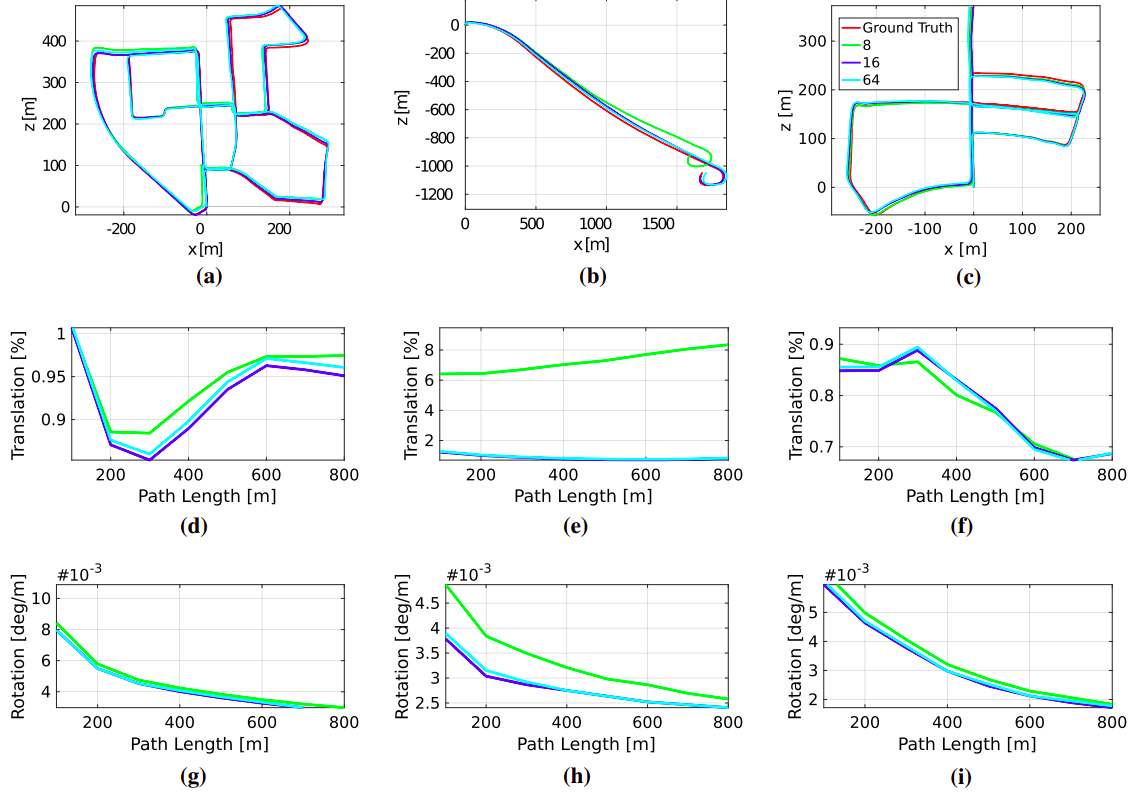 400
300
200
100
0
-200
0
200
z[m]
x[m]
(a)
0
-200
-400
-600
-800
-1000
-1200
0
500
1000
1500
z[m]
x[m]
(b)
300
200
100
0
-200
-100
0
100
200
z [m]
x [m]
Ground Truth
8
16
64
(c)
1
0.95
0.9
200
400
600
800
Translation [%]
Path Length [m]
(d)
8
6
4
2
200
400
600
800
Translation [%]
Path Length [m]
(e)
0.9
0.8
0.7
200
400
600
800
Translation [%]
Path Length [m]
(f)
#10-3
10
8
6
4
200
400
600
800
Rotation [deg/m]
Path Length [m]
(g)
#10-3
4.5
4
3.5
3
2.5
200
400
600
800
Rotation [deg/m]
Path Length [m]
(h)
#10-3
5
4
3
2
200
400
600
800
Rotation [deg/m]
Path Length [m]
(i)